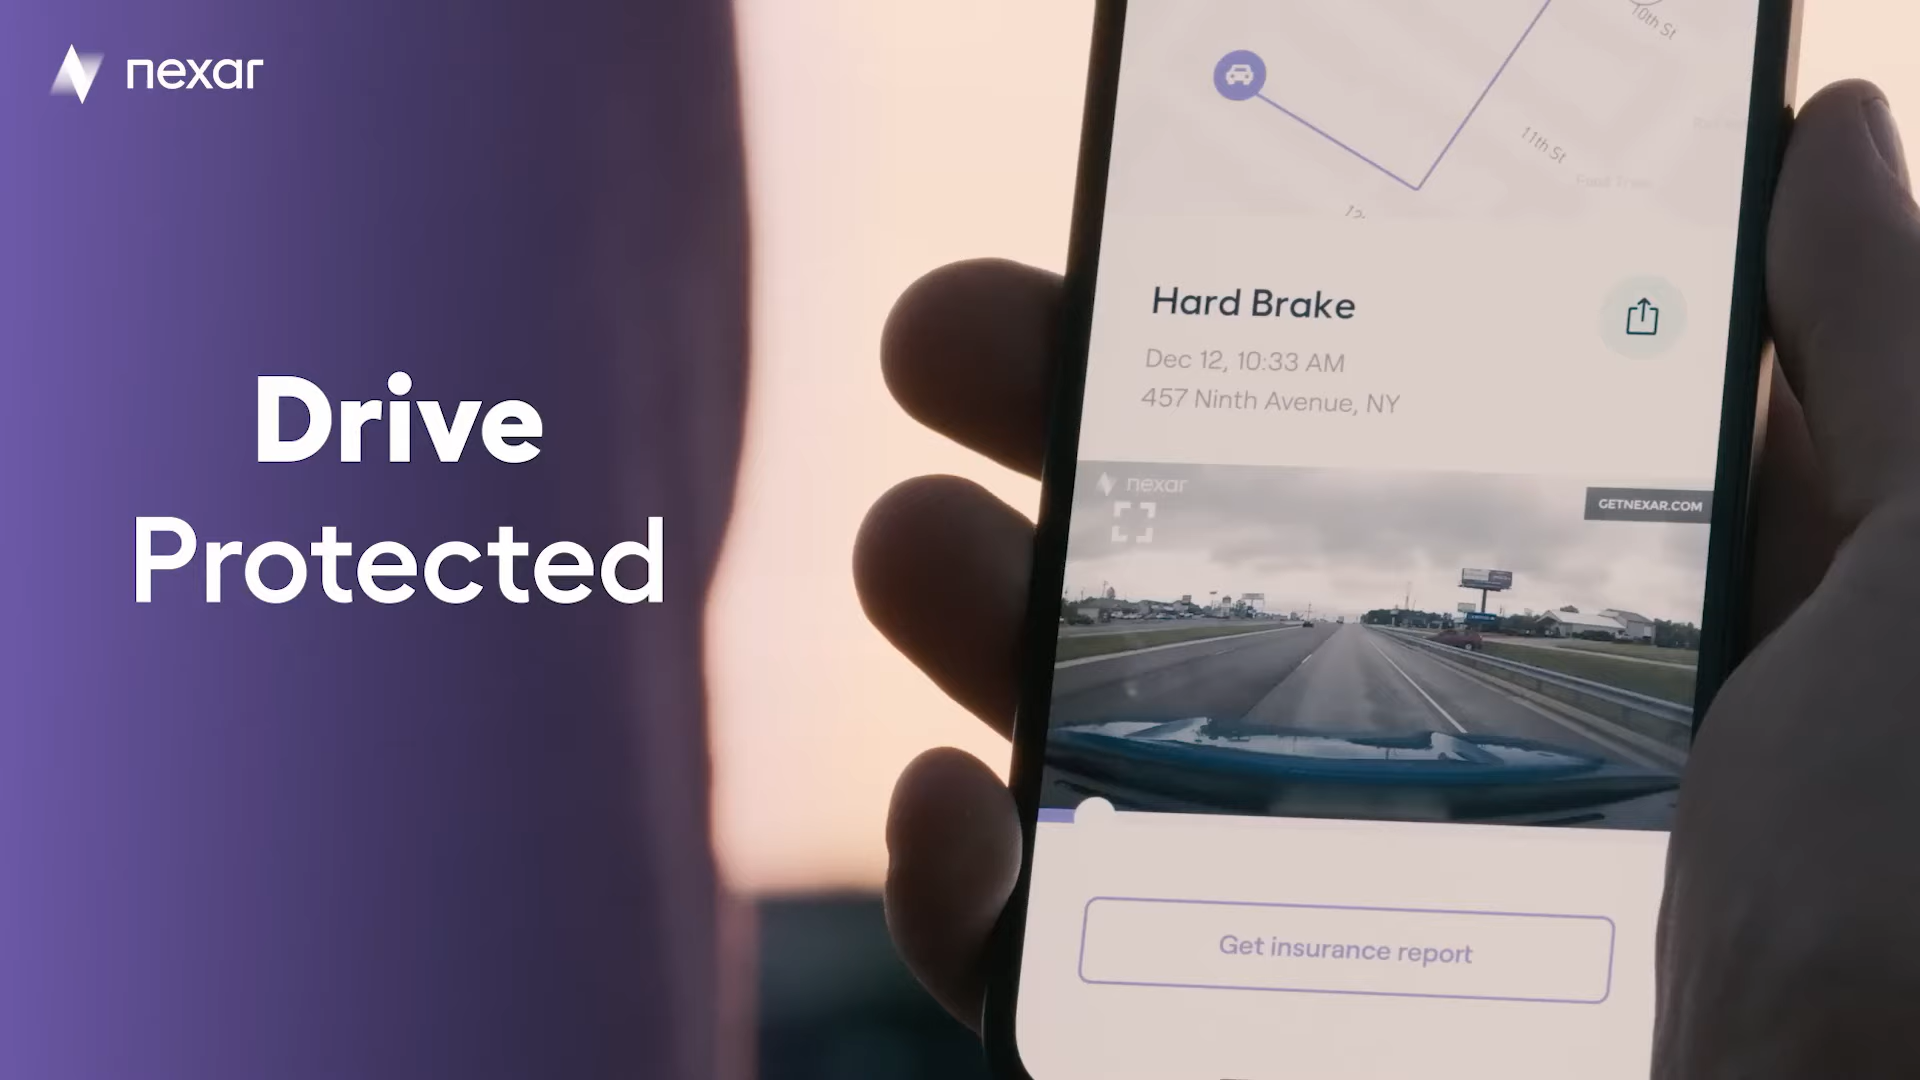 nexar
Drive
Protected
10th St
11th St
Hard Brake
Dec 12, 10:33 AM
457 Ninth Avenue, NY
nexar
GETNEXAR.COM
Get insurance report